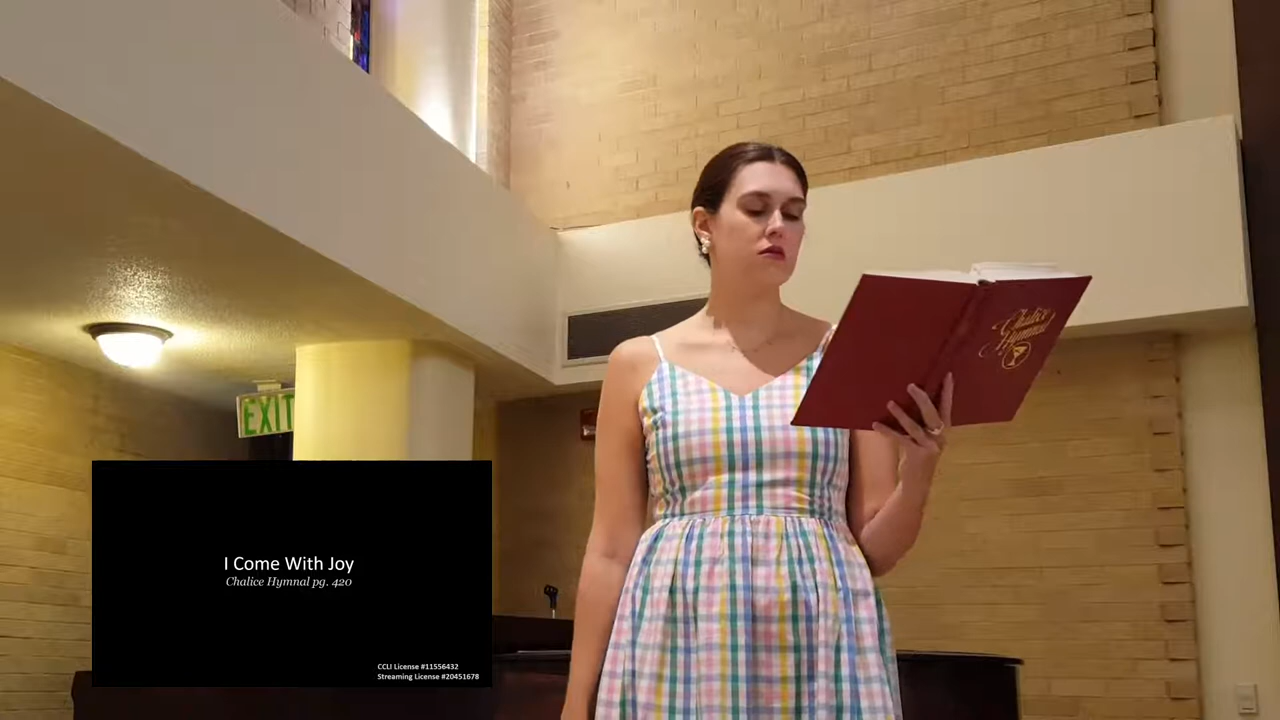 EXIT
Chalice
Hymnal
I Come With Joy
Chalice Hymnal pg. 420
CCLI License #11556432
Streaming License #20451678